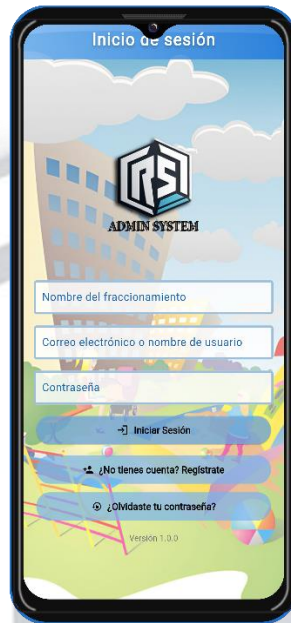 Inicio de sesión
RS
ADMIN SYSTEM
Nombre del fraccionamiento
Correo electrónico o nombre de usuario
Contraseña
Iniciar Sesión
¿No tienes cuenta? Regístrate
¿Olvidaste tu contraseña?
Versión 1.0.0